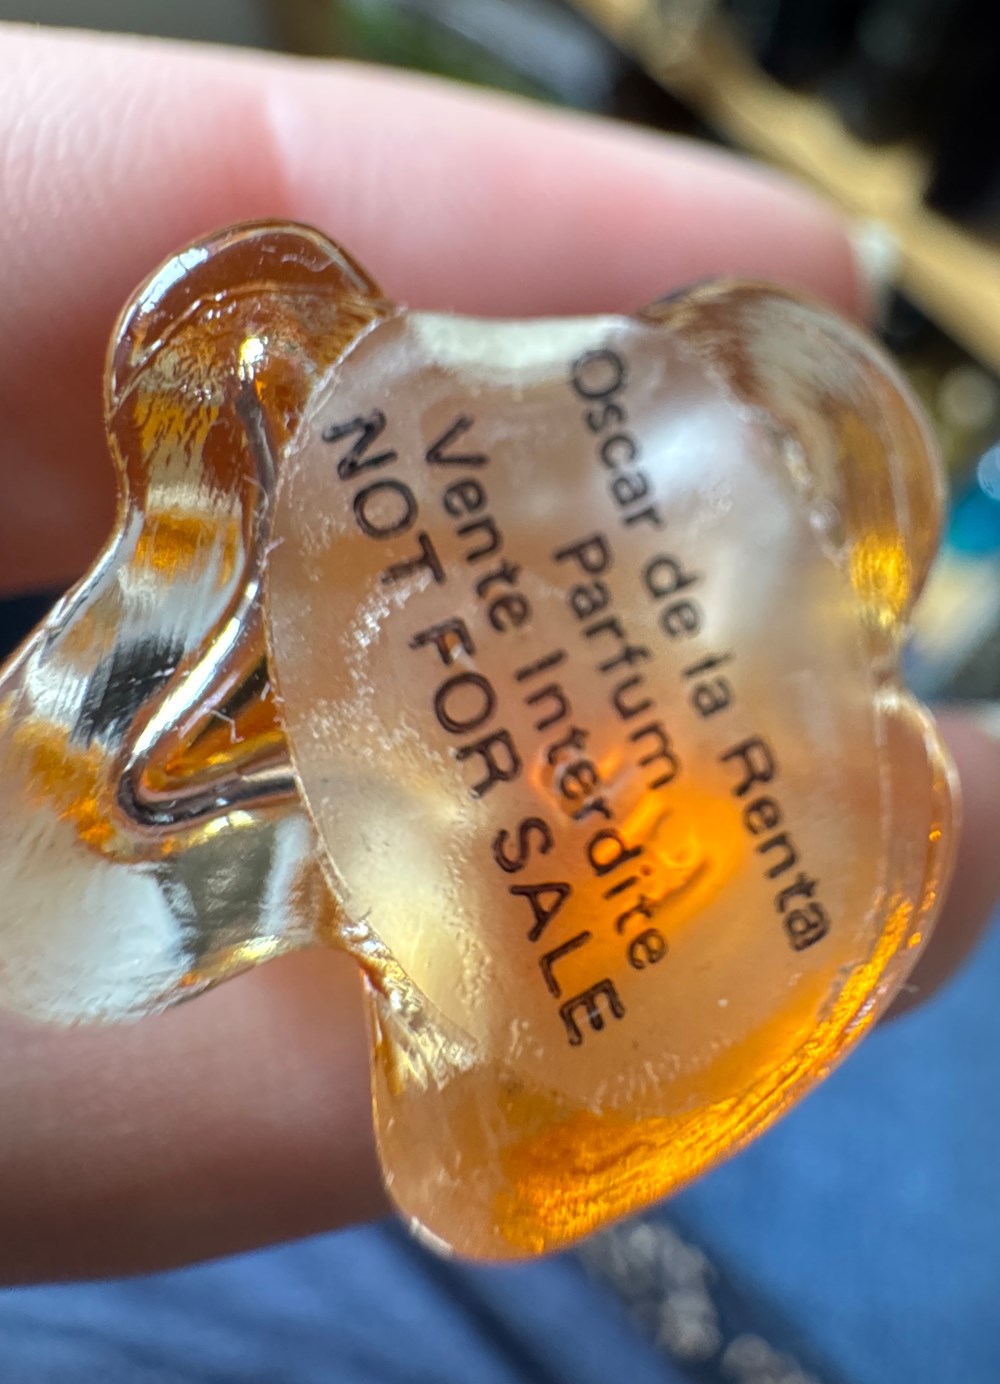 Oscar de la Renta
Parfum
Vente Interdite
NOT FOR SALE